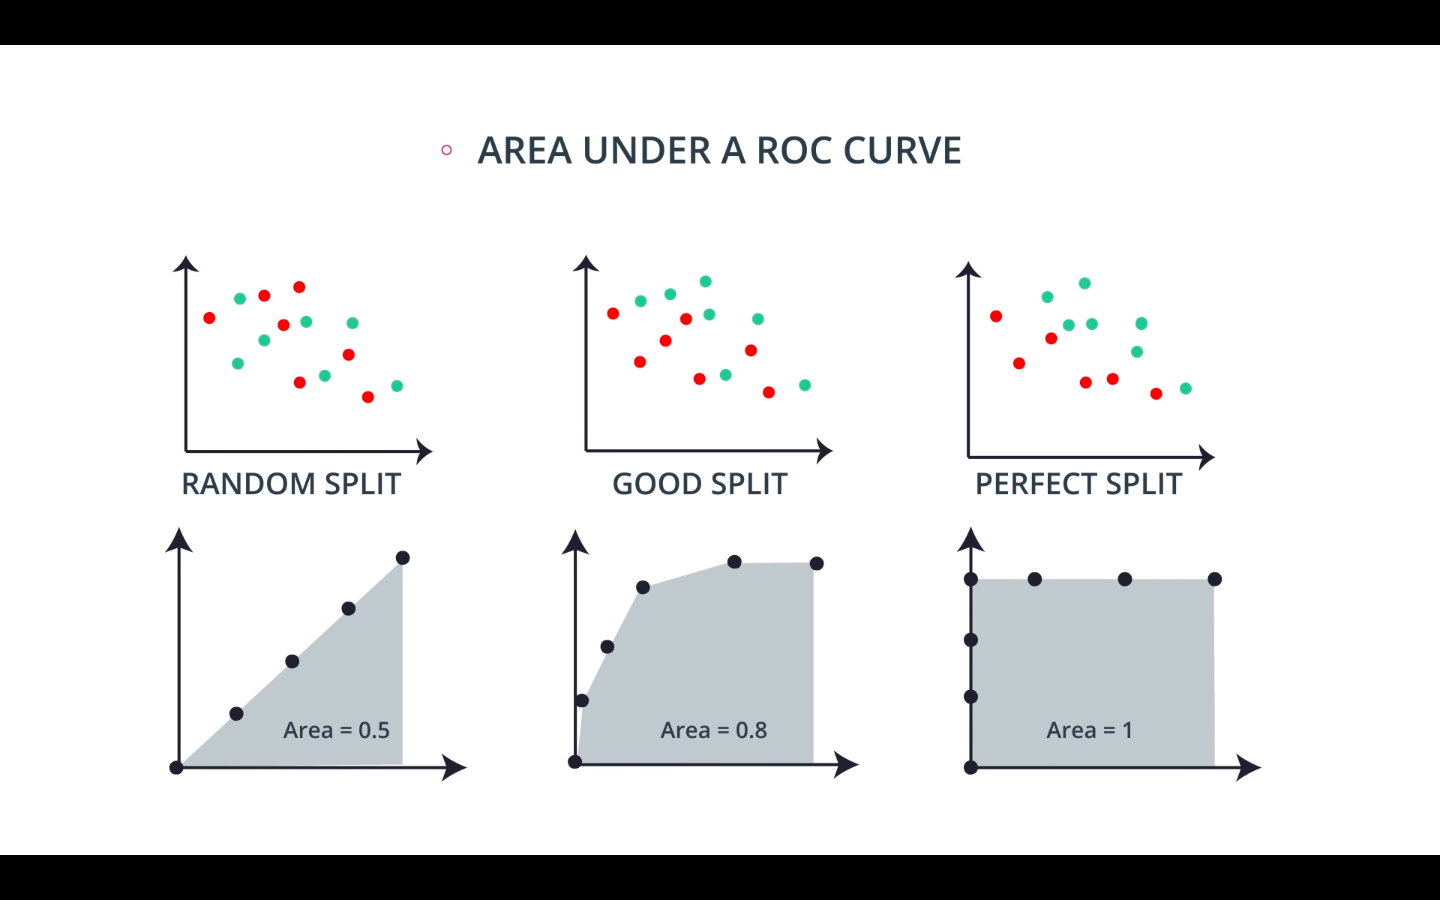 AREA UNDER A ROC CURVE
RANDOM SPLIT
GOOD SPLIT
PERFECT SPLIT
Area = 0.5
Area = 0.8
Area = 1